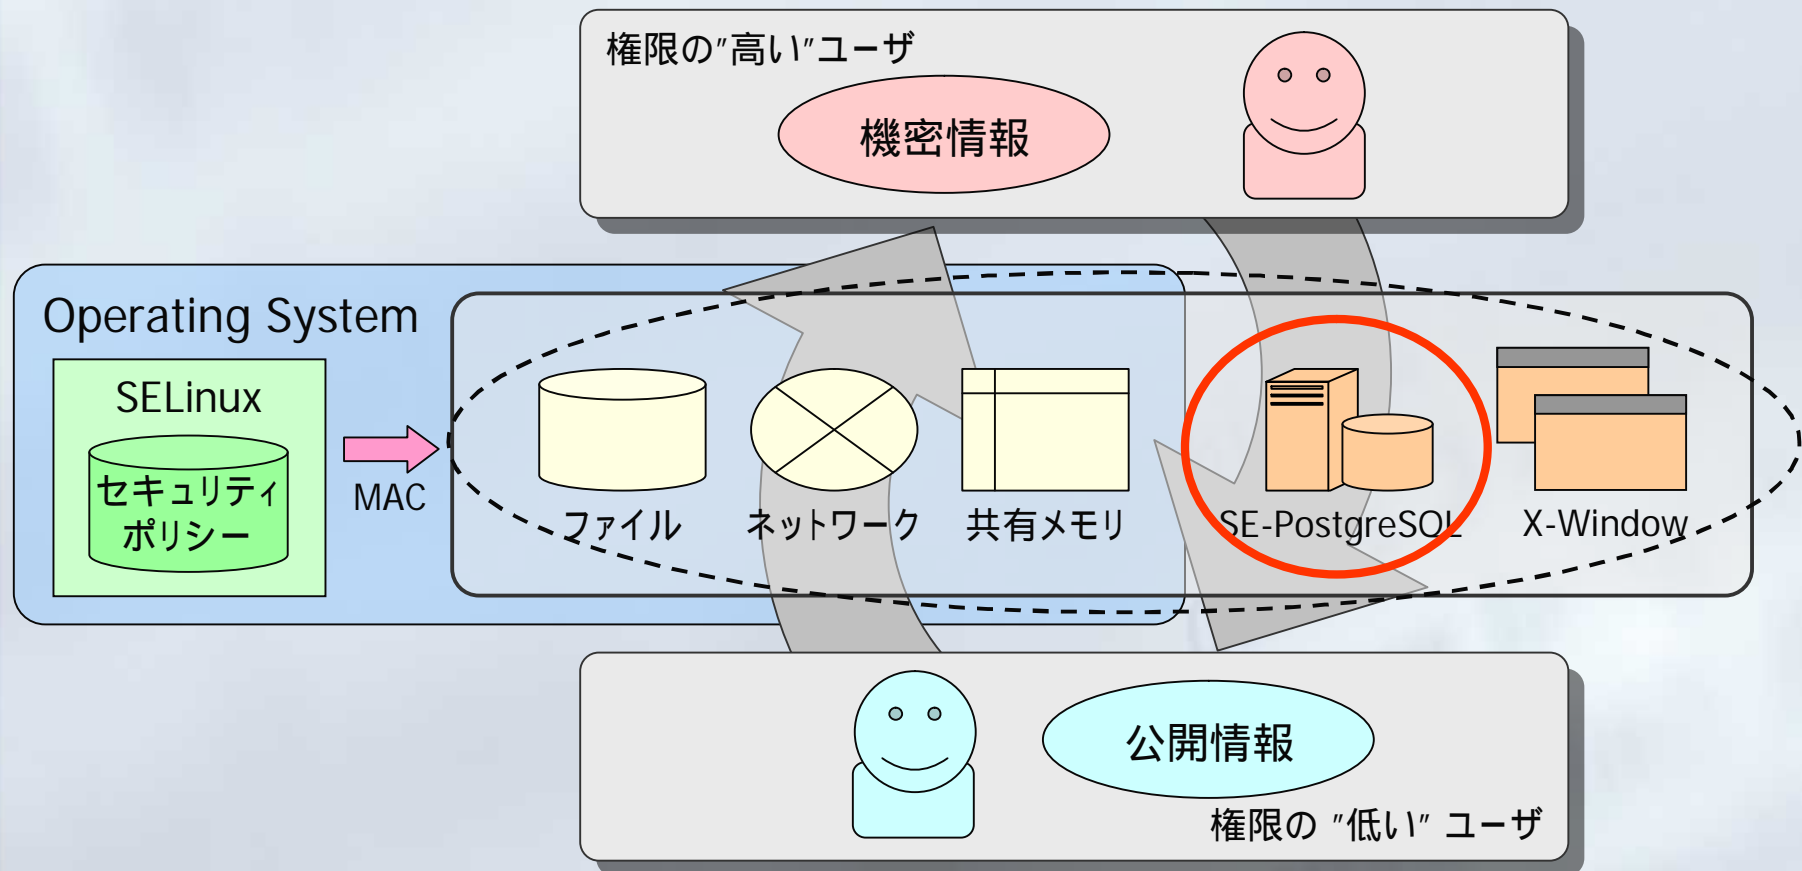 権限の"高い"ユーザ
機密情報
Operating System
SELinux
セキュリティ
ポリシー
MAC
ファイル
ネットワーク
共有メモリ
SE-PostgreSQL
X-Window
公開情報
権限の "低い" ユーザ